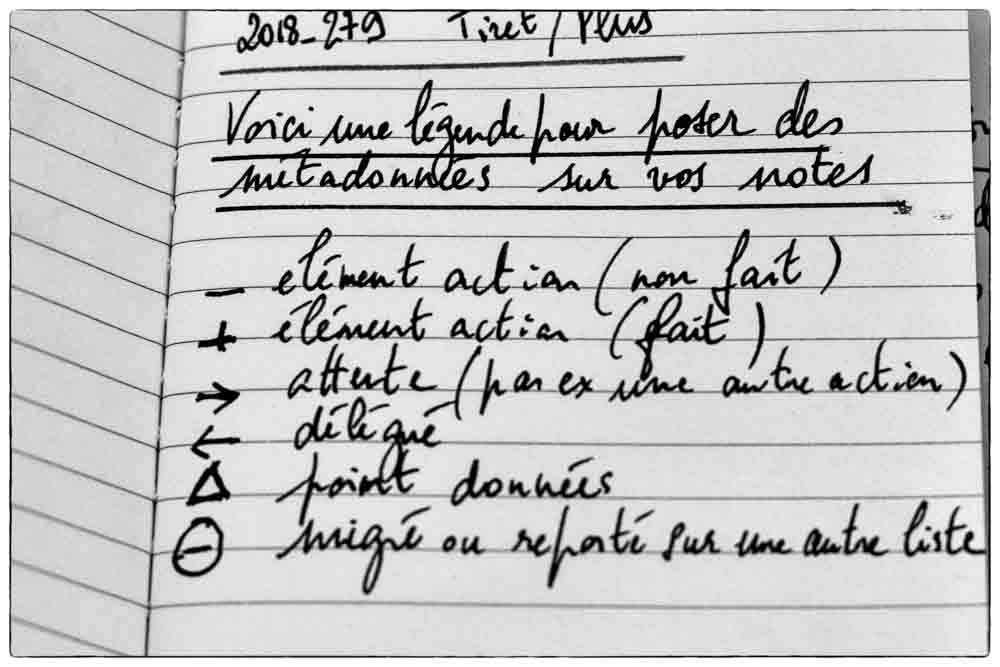 2018_279 Tiret / Plus
Voici une légende pour poser des
métadonnées sur vos notes
— elément action (non fait)
+ élément action (fait)
→ attente (par ex une autre action)
← délégué
Δ point données
⊖ migré ou reporté sur une autre liste